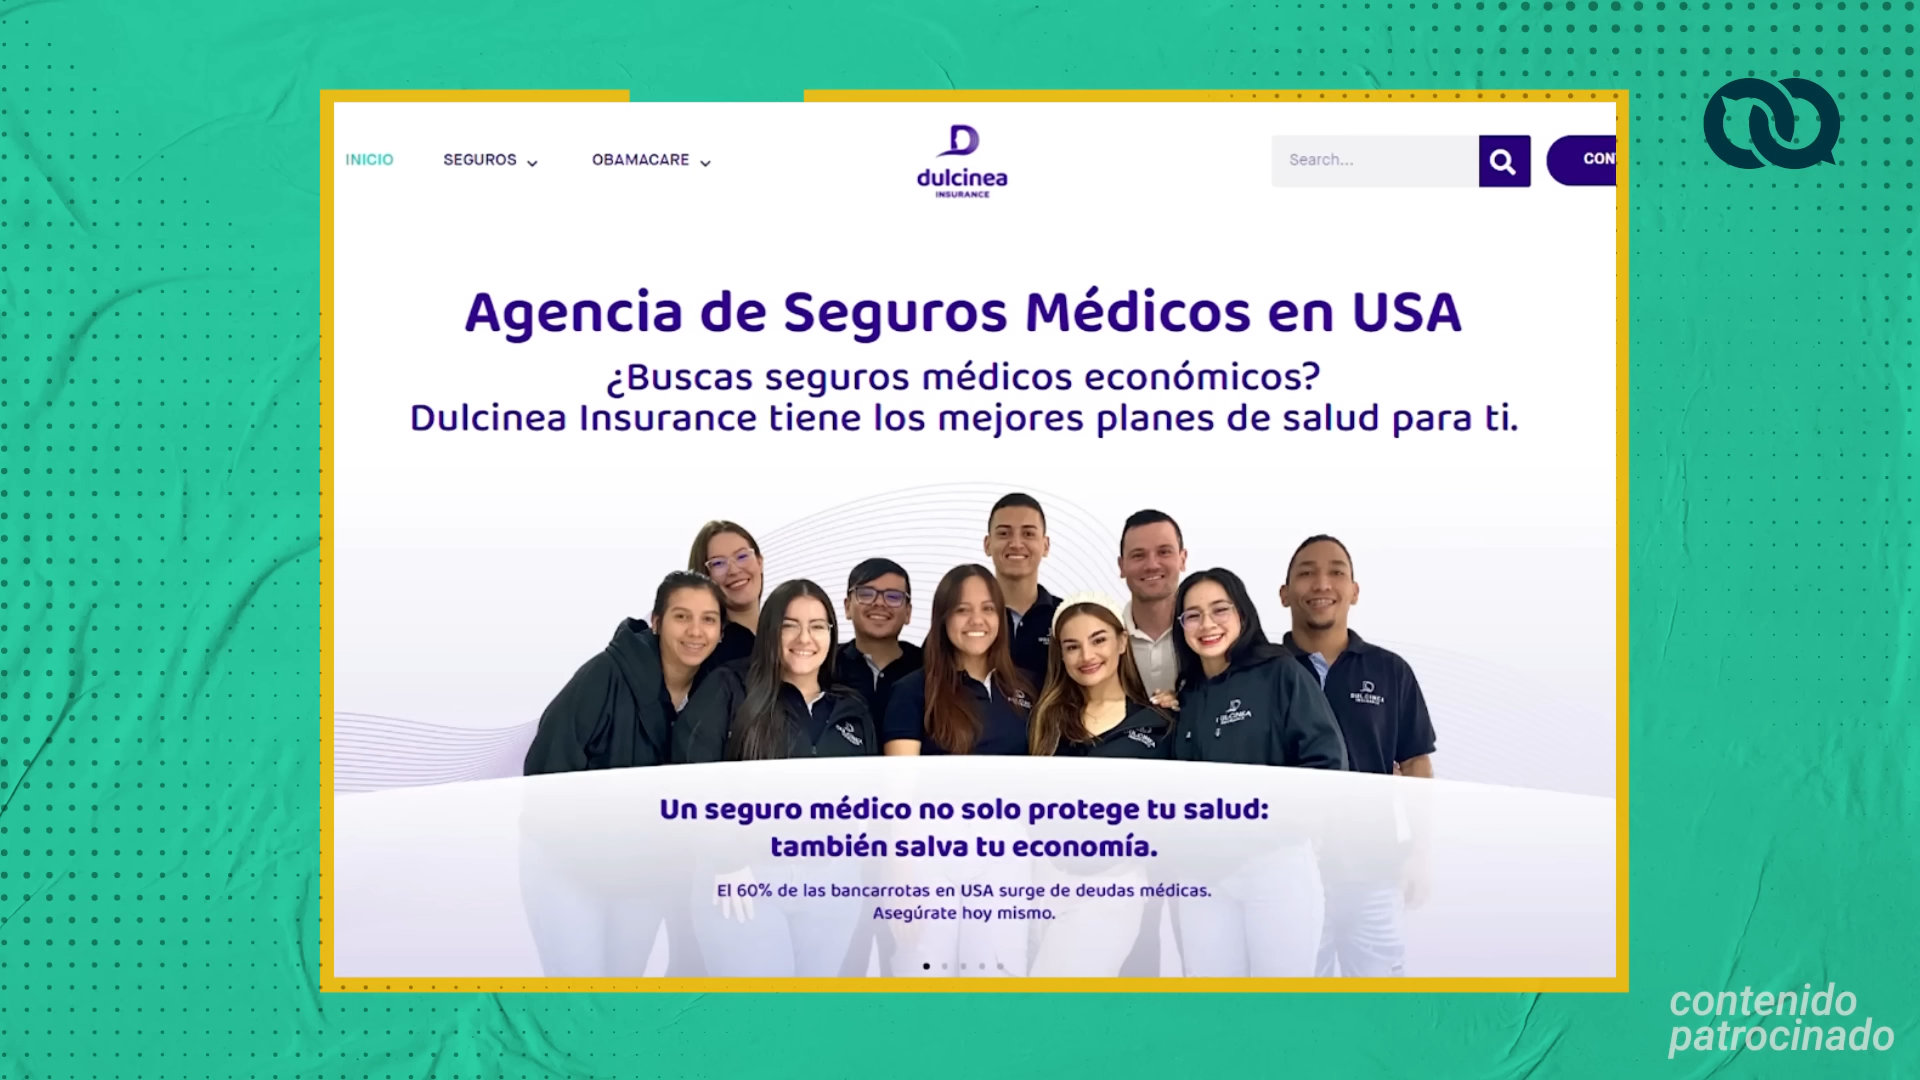 INICIO
SEGUROS
OBAMACARE
dulcinea
INSURANCE
Search...
CON
Agencia de Seguros Médicos en USA
¿Buscas seguros médicos económicos?
Dulcinea Insurance tiene los mejores planes de salud para ti.
DULCINEA
INSURANCE
Un seguro médico no solo protege tu salud:
también salva tu economía.
El 60% de las bancarrotas en USA surge de deudas médicas.
Asegúrate hoy mismo.
contenido
patrocinado